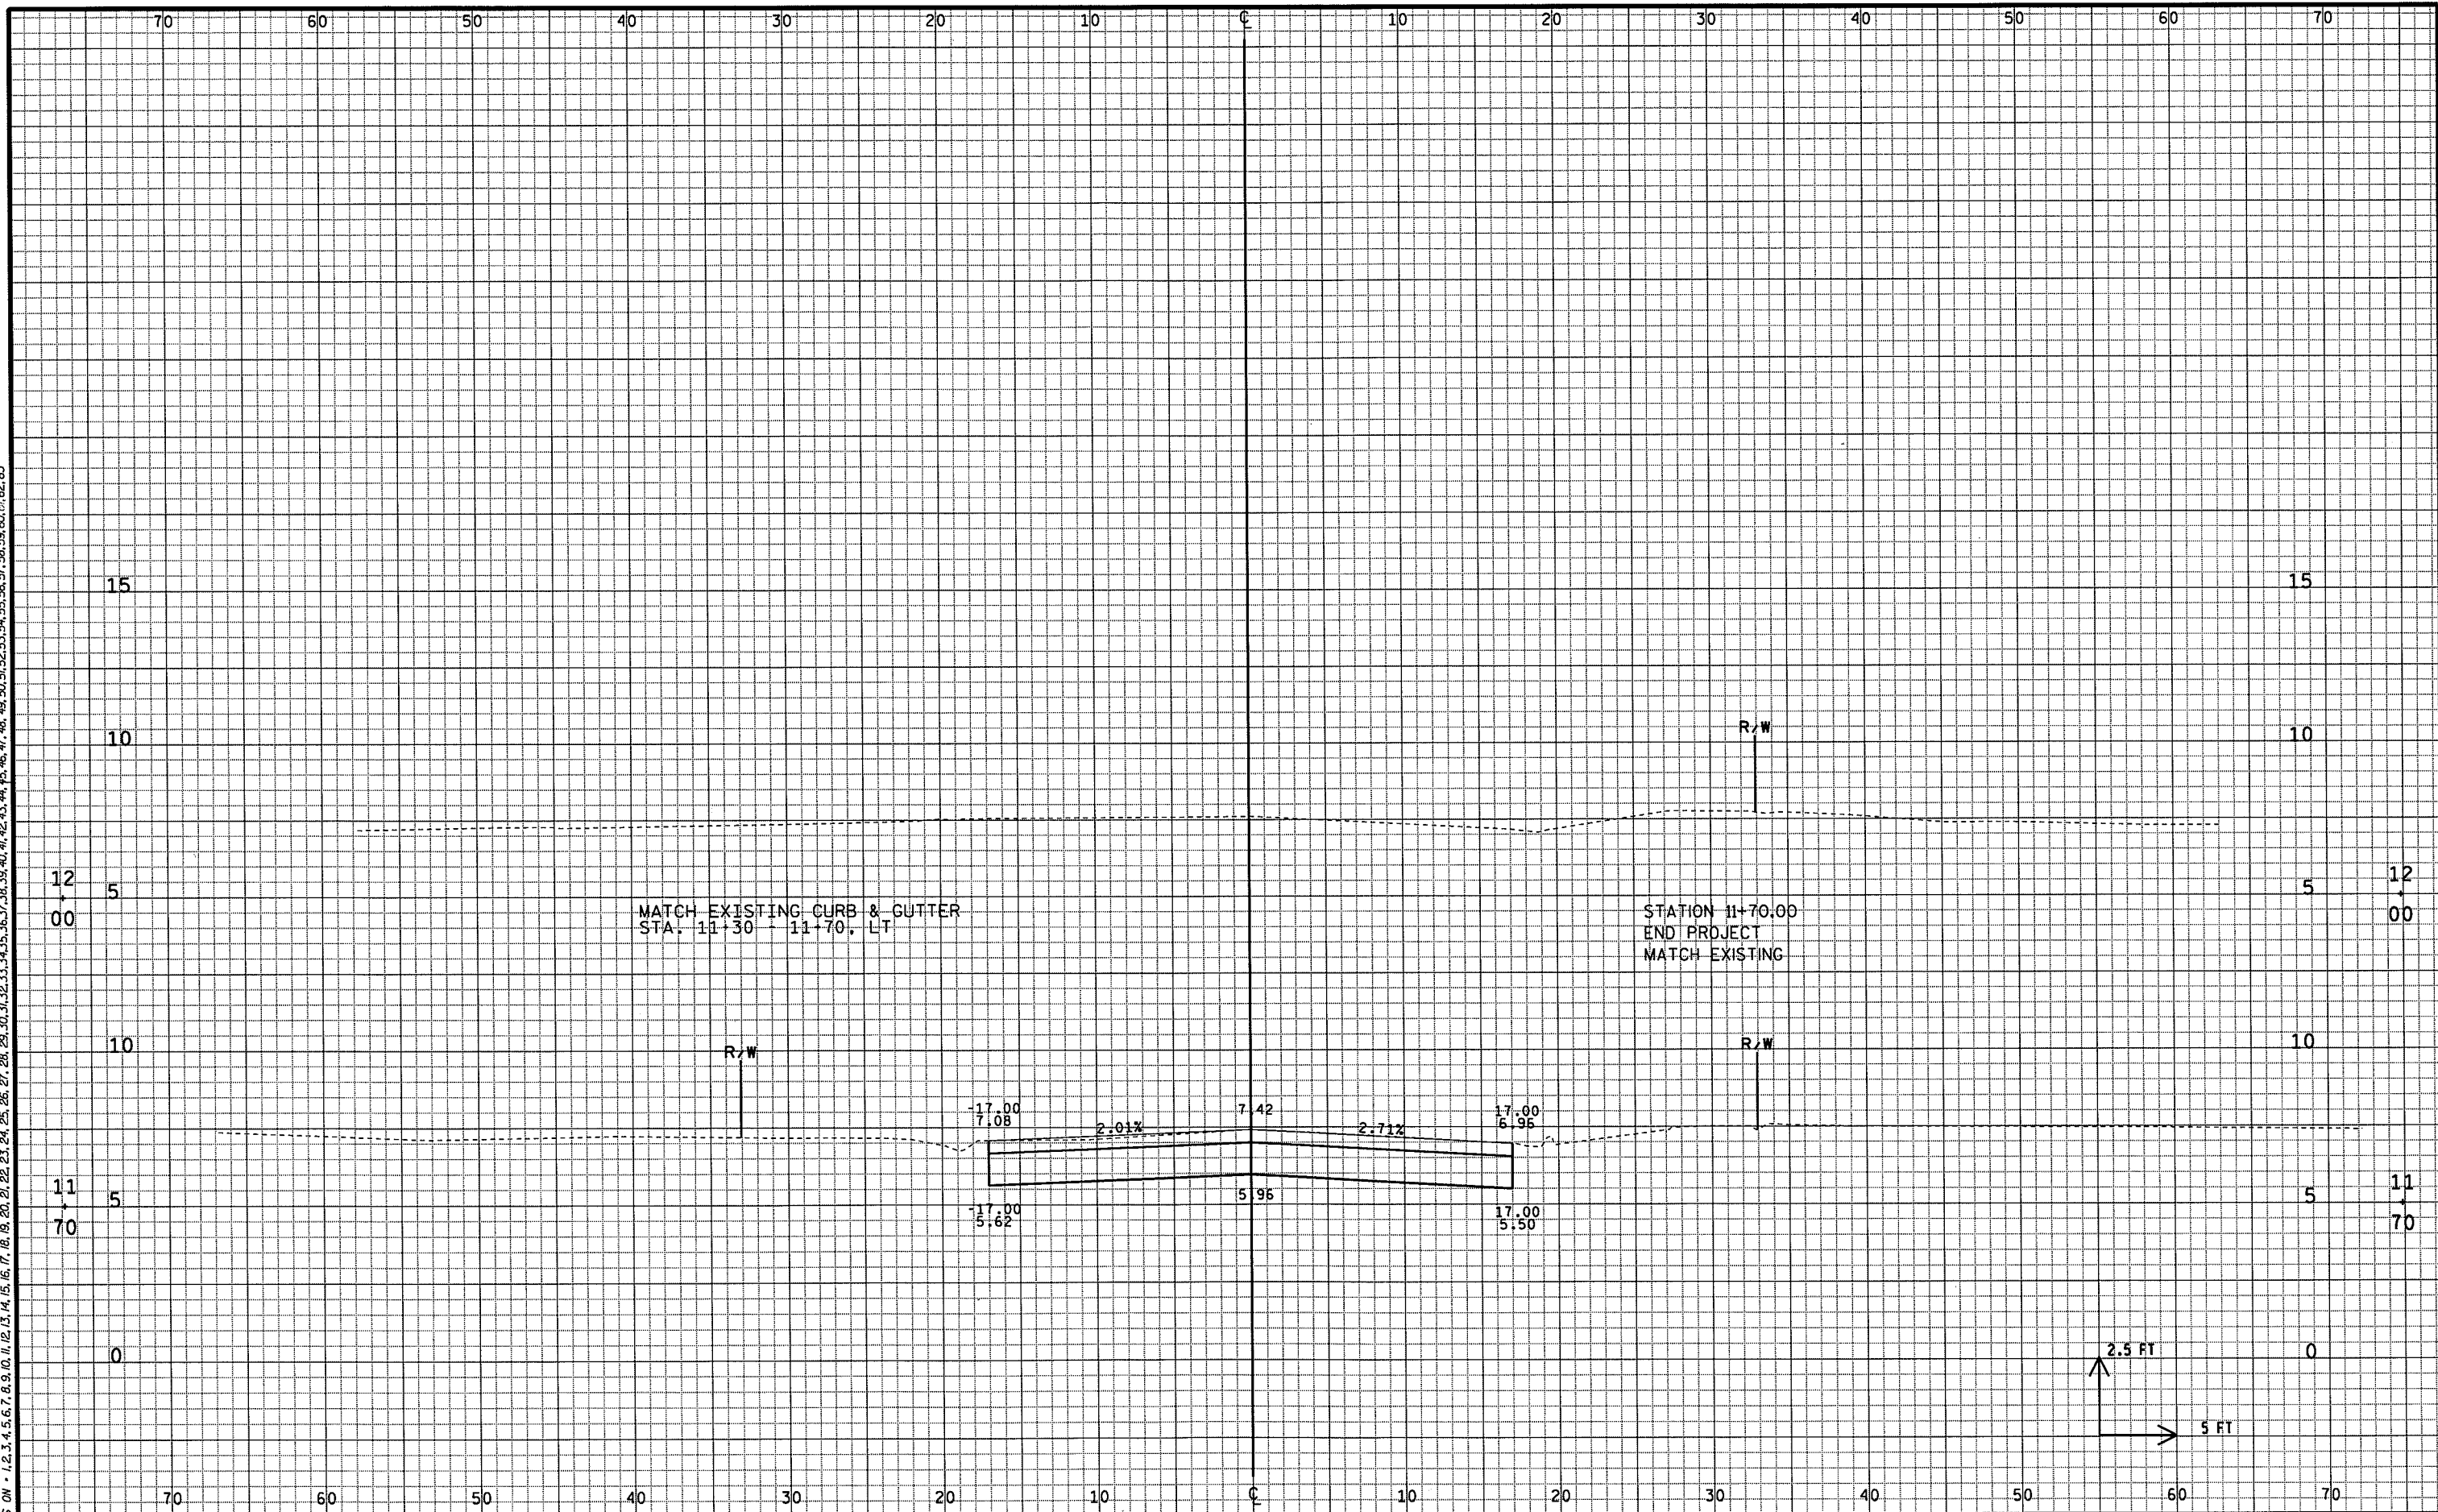 70 60 50 40 30 20 10 ℄ 10 20 30 40 50 60 70
15 15
R/W
10 10
12 + 00 5 5 12 + 00
MATCH EXISTING CURB & GUTTER
STA. 11+30 - 11+70, LT
STATION 11+70.00
END PROJECT
MATCH EXISTING
10 10
R/W R/W
-17.00 7.42 17.00
7.08 6.96
2.01% 2.71%
11 + 70 5 5 11 + 70
5.96
-17.00 17.00
5.62 5.50
0 0
2.5 FT
5 FT
70 60 50 40 30 20 10 ℄ 10 20 30 40 50 60 70